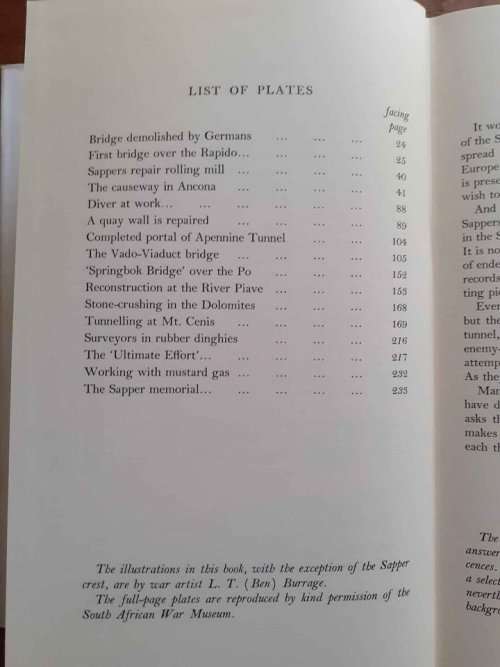 LIST OF PLATES
facing
page
Bridge demolished by Germans ... ... ... 24
First bridge over the Rapido... ... ... 25
Sappers repair rolling mill ... ... ... 40
The causeway in Ancona ... ... ... 41
Diver at work... ... ... ... ... 88
A quay wall is repaired ... ... ... 89
Completed portal of Apennine Tunnel ... ... 104
The Vado-Viaduct bridge ... ... ... 105
'Springbok Bridge' over the Po ... ... ... 152
Reconstruction at the River Piave ... ... 153
Stone-crushing in the Dolomites ... ... ... 168
Tunnelling at Mt. Cenis ... ... ... 169
Surveyors in rubber dinghies ... ... ... 216
The 'Ultimate Effort'... ... ... ... 217
Working with mustard gas ... ... ... ... 232
The Sapper memorial... ... ... ... 233
The illustrations in this book, with the exception of the Sapper
crest, are by war artist L. T. (Ben) Burrage.
The full-page plates are reproduced by kind permission of the
South African War Museum.
It wo
of the S
spread
Europe
is prese
wish to
And
Sappers
in the S
It is no
of ende
records
ting pi
Even
but the
tunnel,
enemy-
attemp
As the
Man
have d
asks th
makes
each th
The
answer
cences.
a select
neverth
backgro